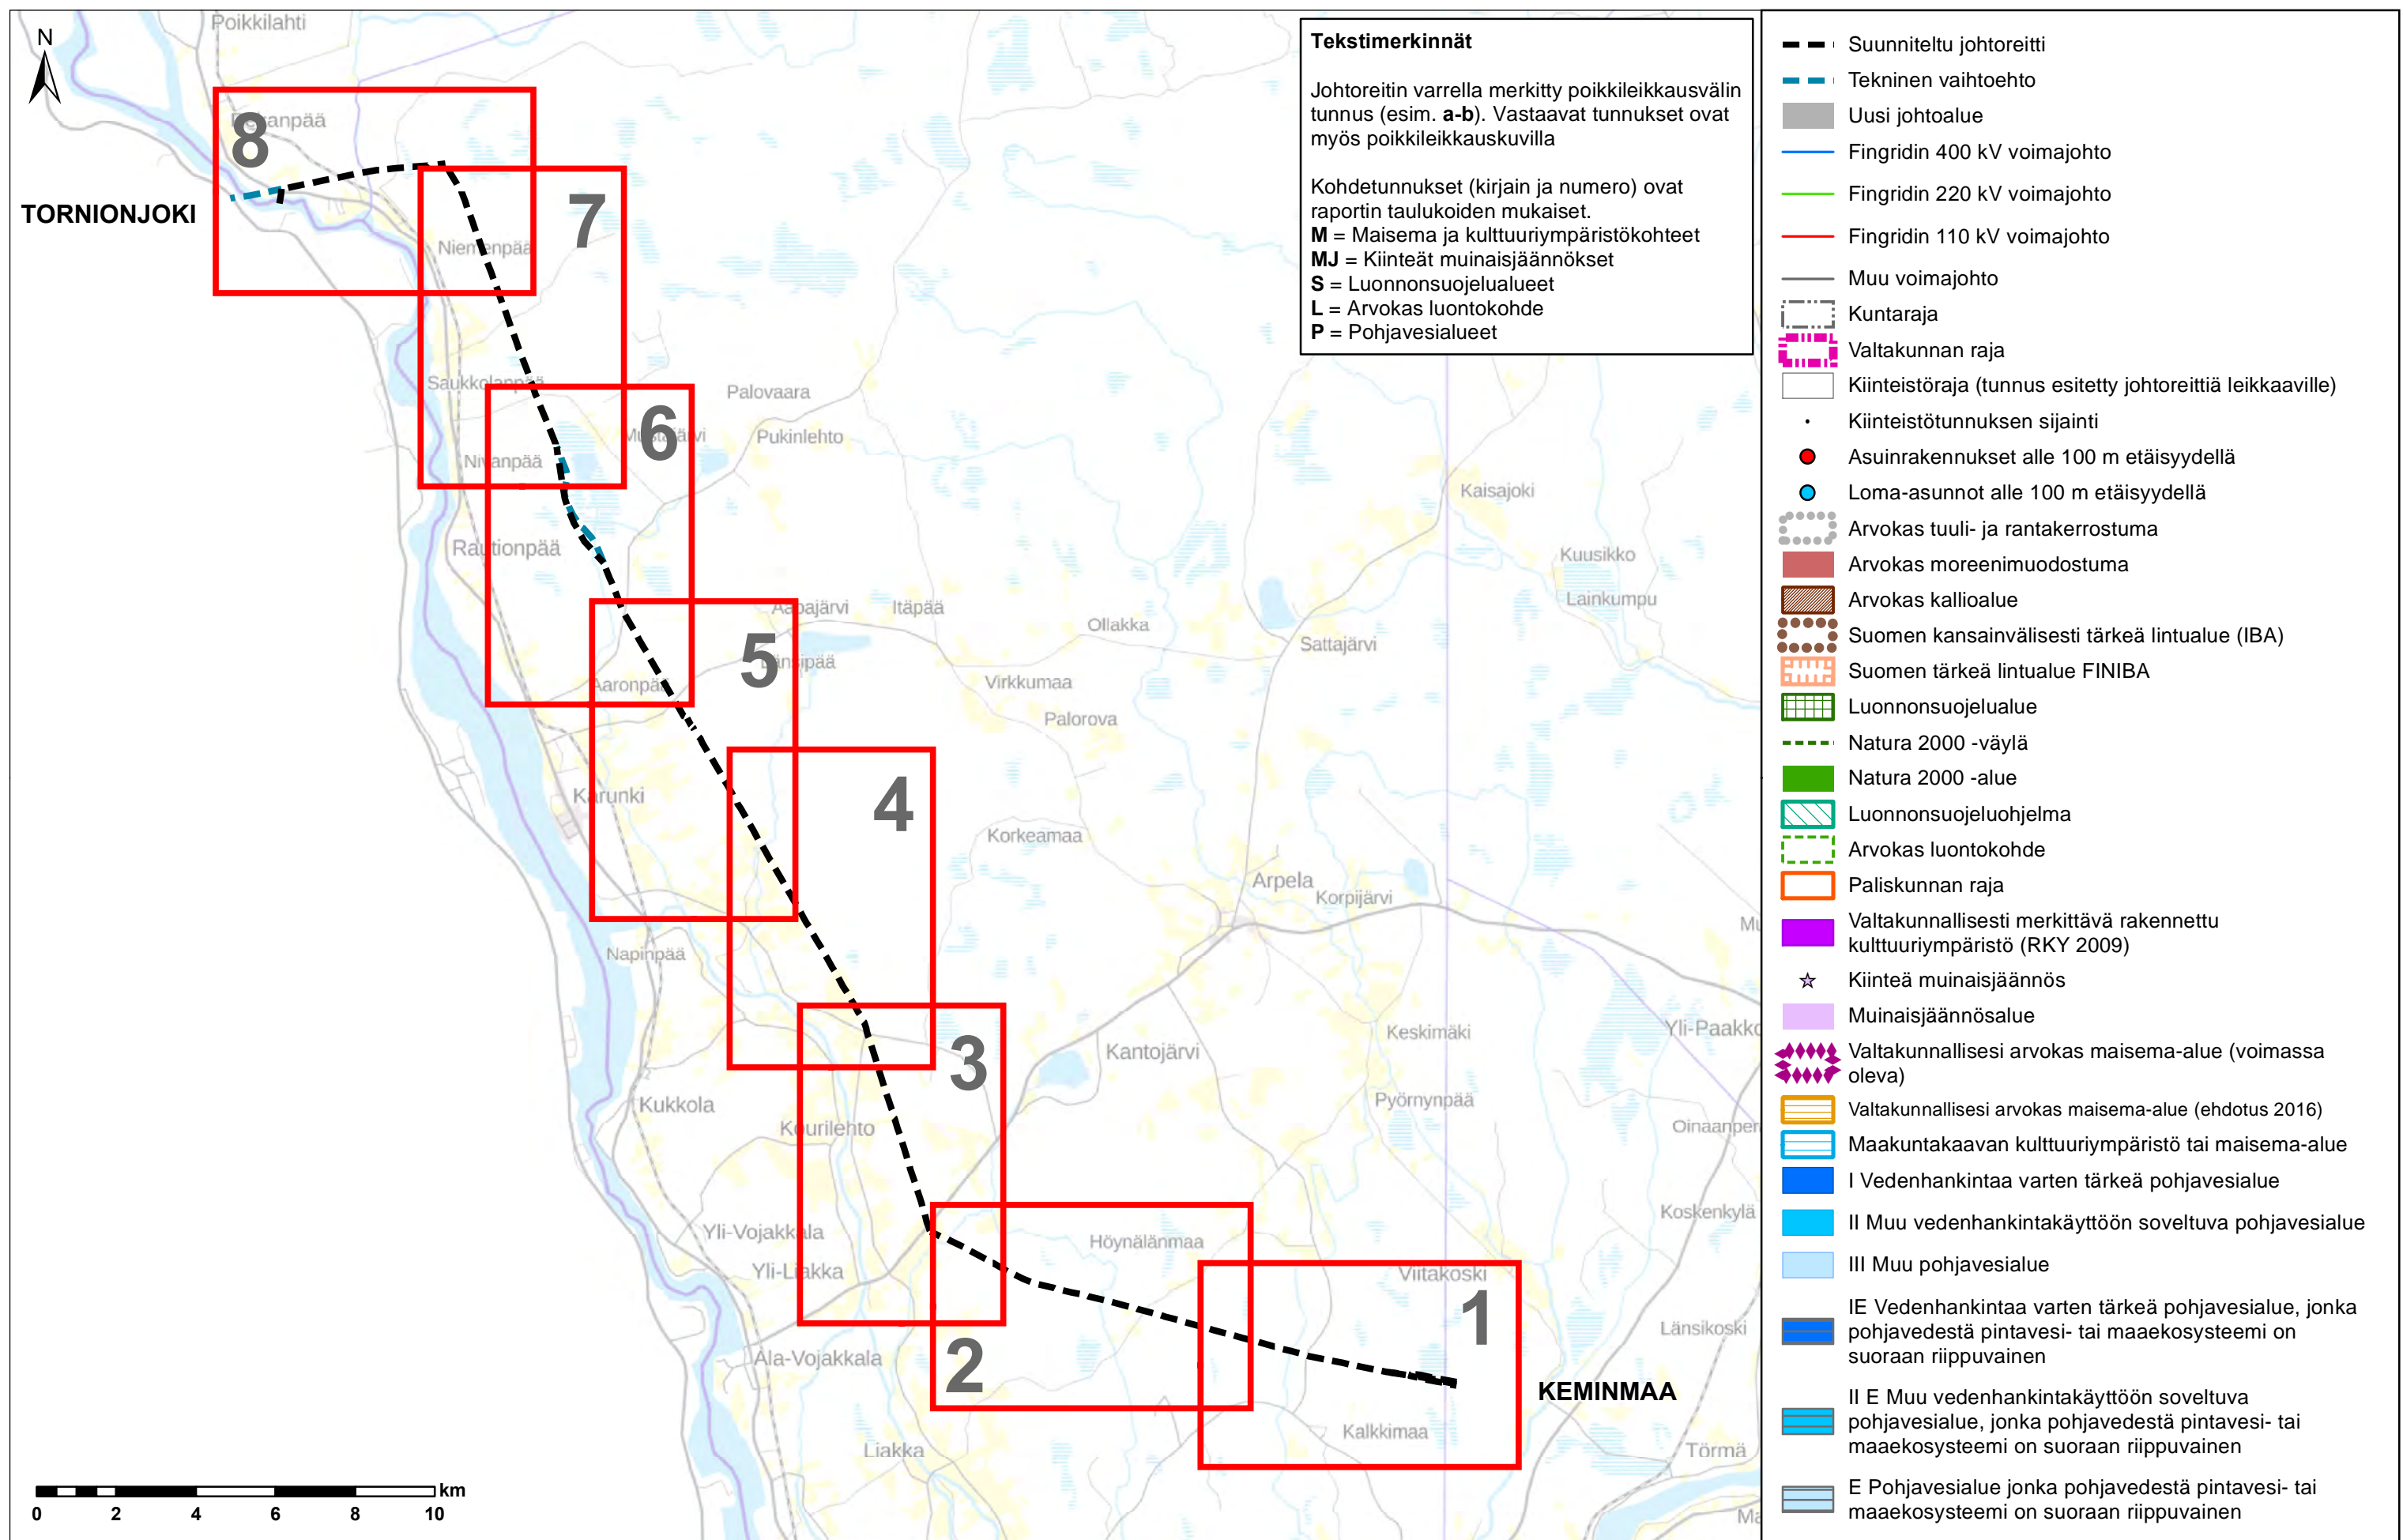 Poikkilahti
N
8
TORNIONJOKI
Niemenpää
7
Saukkolanpää
Palovaara
Mustajärvi
6
Pukinlehto
Nivanpää
Kaisajoki
Rautionpää
Kuusikko
Aapajärvi
Itäpää
Lainkumpu
Ollakka
5
Sattajärvi
Länsipää
Aaronpää
Virkkumaa
Palorova
Karunki
4
Korkeamaa
Arpela
Korpijärvi
Napinpää
Keskimäki
Yli-Paakko
3
Kantojärvi
Kukkola
Pyörnynpää
Kourilehto
Oinaanper
Yli-Vojakkala
Höynälänmaa
Koskenkylä
Yli-Liakka
Viitakoski
1
Länsikoski
2
Ala-Vojakkala
KEMINMAA
Kalkkimaa
Liakka
Törmä
km
0 2 4 6 8 10
Tekstimerkinnät
Johtoreitin varrella merkitty poikkileikkausvälin
tunnus (esim. a-b). Vastaavat tunnukset ovat
myös poikkileikkauskuvilla
Kohdetunnukset (kirjain ja numero) ovat
raportin taulukoiden mukaiset.
M = Maisema ja kulttuuriympäristökohteet
MJ = Kiinteät muinaisjäännökset
S = Luonnonsuojelualueet
L = Arvokas luontokohde
P = Pohjavesialueet
Suunniteltu johtoreitti
Tekninen vaihtoehto
Uusi johtoalue
Fingridin 400 kV voimajohto
Fingridin 220 kV voimajohto
Fingridin 110 kV voimajohto
Muu voimajohto
Kuntaraja
Valtakunnan raja
Kiinteistöraja (tunnus esitetty johtoreittiä leikkaaville)
Kiinteistötunnuksen sijainti
Asuinrakennukset alle 100 m etäisyydellä
Loma-asunnot alle 100 m etäisyydellä
Arvokas tuuli- ja rantakerrostuma
Arvokas moreenimuodostuma
Arvokas kallioalue
Suomen kansainvälisesti tärkeä lintualue (IBA)
Suomen tärkeä lintualue FINIBA
Luonnonsuojelualue
Natura 2000 -väylä
Natura 2000 -alue
Luonnonsuojeluohjelma
Arvokas luontokohde
Paliskunnan raja
Valtakunnallisesti merkittävä rakennettu
kulttuuriympäristö (RKY 2009)
Kiinteä muinaisjäännös
Muinaisjäännösalue
Valtakunnallisesi arvokas maisema-alue (voimassa
oleva)
Valtakunnallisesi arvokas maisema-alue (ehdotus 2016)
Maakuntakaavan kulttuuriympäristö tai maisema-alue
I Vedenhankintaa varten tärkeä pohjavesialue
II Muu vedenhankintakäyttöön soveltuva pohjavesialue
III Muu pohjavesialue
IE Vedenhankintaa varten tärkeä pohjavesialue, jonka
pohjavedestä pintavesi- tai maaekosysteemi on
suoraan riippuvainen
II E Muu vedenhankintakäyttöön soveltuva
pohjavesialue, jonka pohjavedestä pintavesi- tai
maaekosysteemi on suoraan riippuvainen
E Pohjavesialue jonka pohjavedestä pintavesi- tai
maaekosysteemi on suoraan riippuvainen